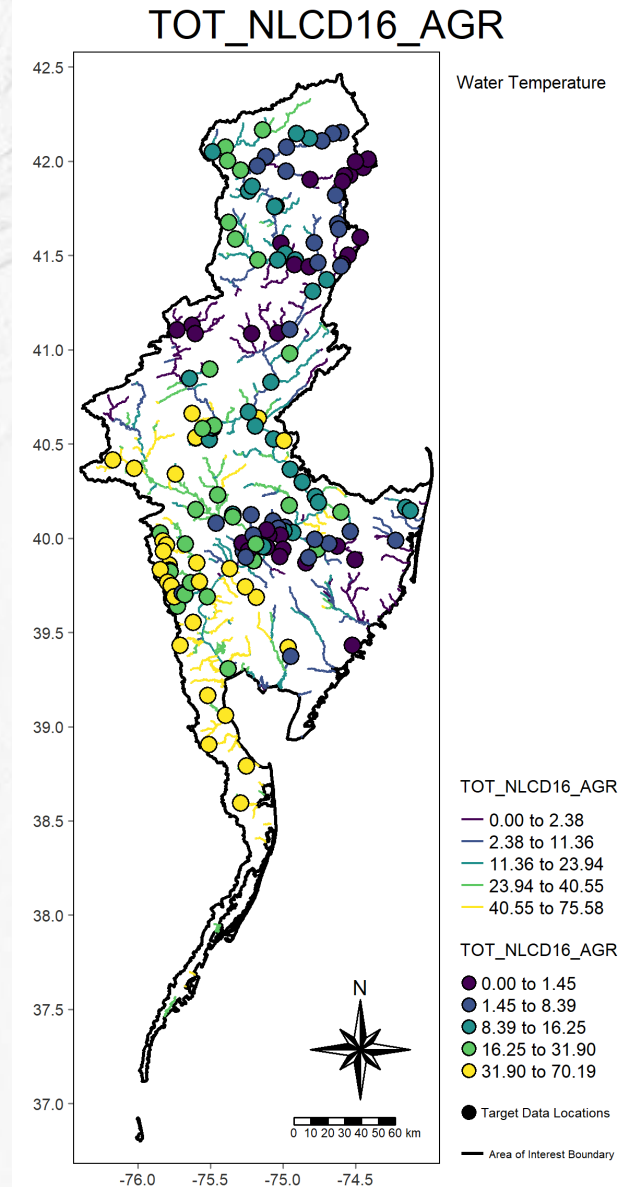 TOT_NLCD16_AGR
Water Temperature
42.5
42.0
41.5
41.0
40.5
40.0
39.5
39.0
38.5
38.0
37.5
37.0
-76.0 -75.5 -75.0 -74.5
TOT_NLCD16_AGR
0.00 to 2.38
2.38 to 11.36
11.36 to 23.94
23.94 to 40.55
40.55 to 75.58
TOT_NLCD16_AGR
0.00 to 1.45
1.45 to 8.39
8.39 to 16.25
16.25 to 31.90
31.90 to 70.19
Target Data Locations
Area of Interest Boundary
N
0 10 20 30 40 50 60 km